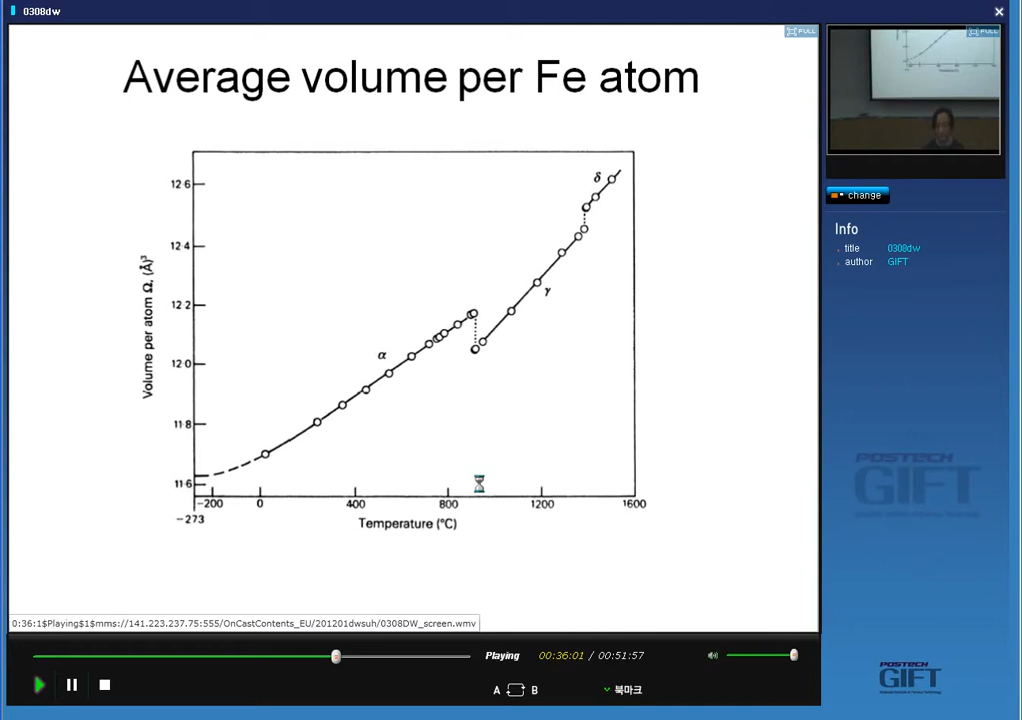 0308dw
FULL
Average volume per Fe atom
FULL
change
Info
title 0308dw
author GIFT
Volume per atom Ω, (Å)³
12·6
12·4
12·2
12·0
11·8
11·6
α
γ
δ
−200 0 400 800 1200 1600
−273
Temperature (°C)
POSTECH
GIFT
0:36:1$Playing$1$mms://141.223.237.75:555/OnCastContents_EU/201201dwsuh/0308DW_screen.wmv
Playing 00:36:01 / 00:51:57
A B
북마크
POSTECH
GIFT